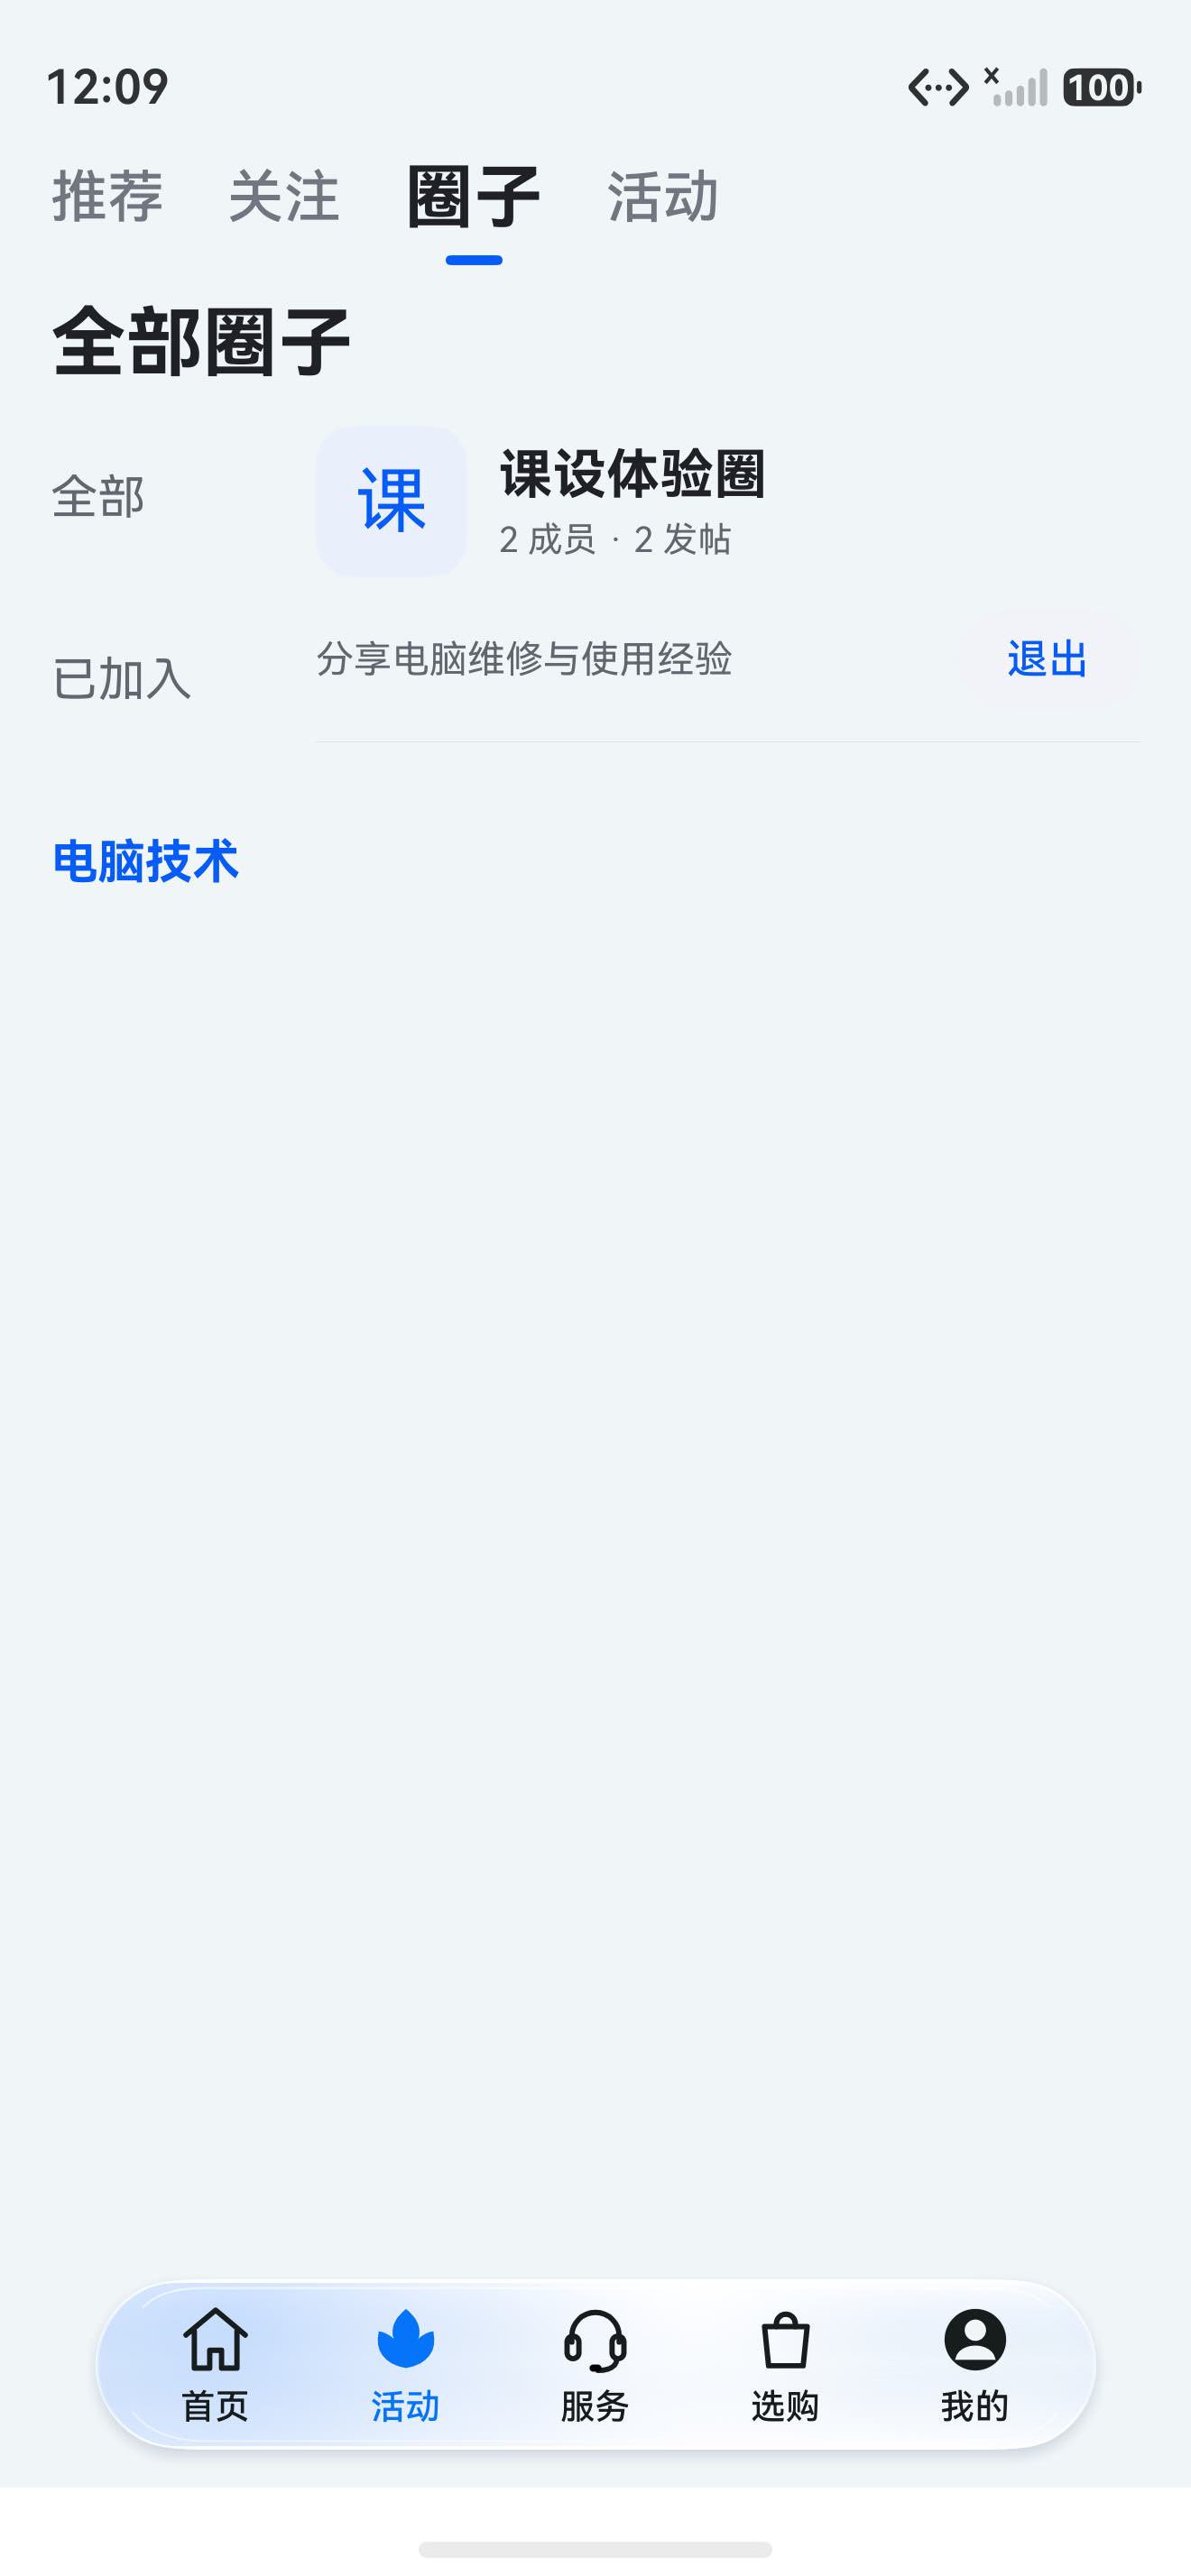 12:09
100
推荐 关注 圈子 活动
全部圈子
全部
已加入
电脑技术
课
课设体验圈
2 成员 · 2 发帖
分享电脑维修与使用经验
退出
首页 活动 服务 选购 我的